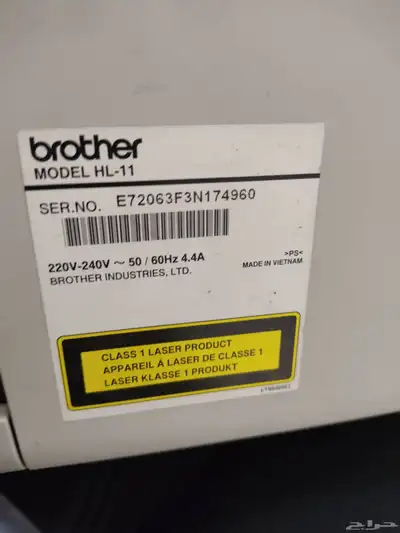 brother
MODEL HL-11
SER.NO. E72063F3N174960
220V-240V ~ 50 / 60Hz 4.4A
>PS<
BROTHER INDUSTRIES, LTD.
MADE IN VIETNAM
CLASS 1 LASER PRODUCT
APPAREIL À LASER DE CLASSE 1
LASER KLASSE 1 PRODUKT
حراج